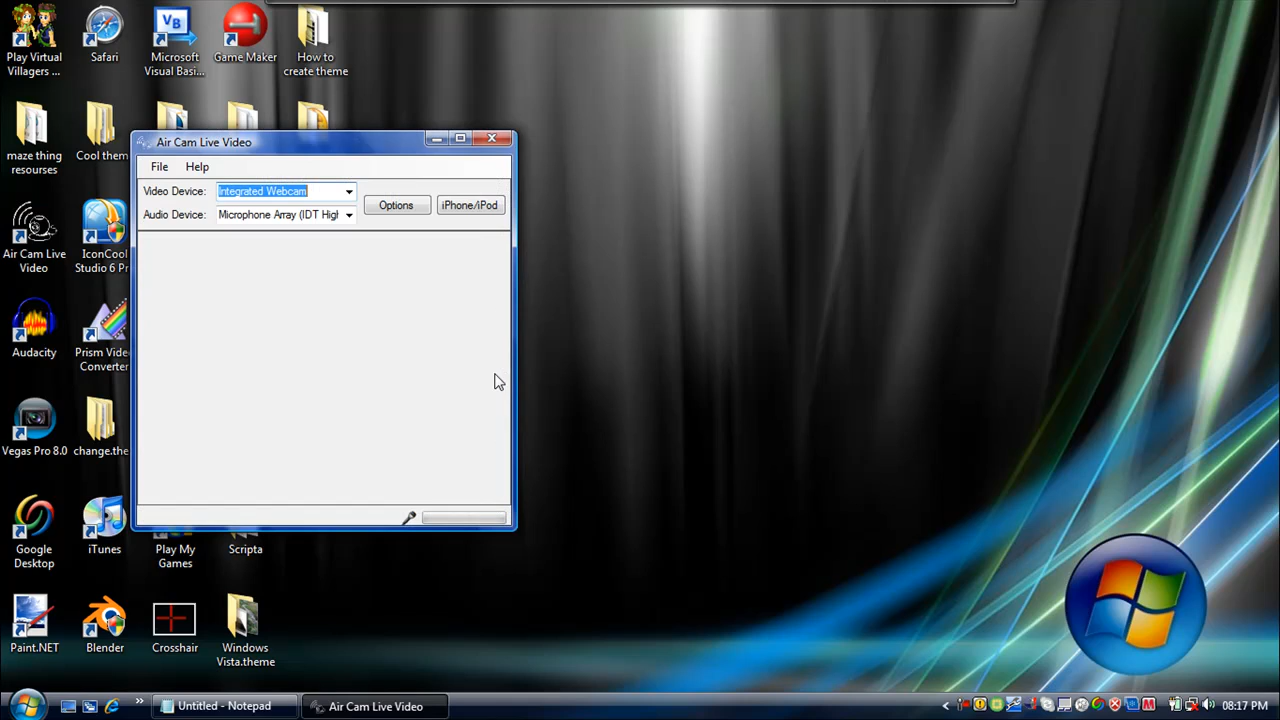 Play Virtual
Villagers ...
Safari
VB
Microsoft
Visual Basi...
Game Maker
How to
create theme
maze thing
resourses
Cool them
Air Cam Live Video
File Help
Video Device: Integrated Webcam
Audio Device: Microphone Array (IDT High
Options
iPhone/iPod
Air Cam Live
Video
IconCool
Studio 6 Pr
Audacity
Prism Vide
Converter
Vegas Pro 8.0
change.the
Google
Desktop
iTunes
Play My
Games
Scripta
Paint.NET
Blender
Crosshair
Windows
Vista.theme
Untitled - Notepad
Air Cam Live Video
08:17 PM